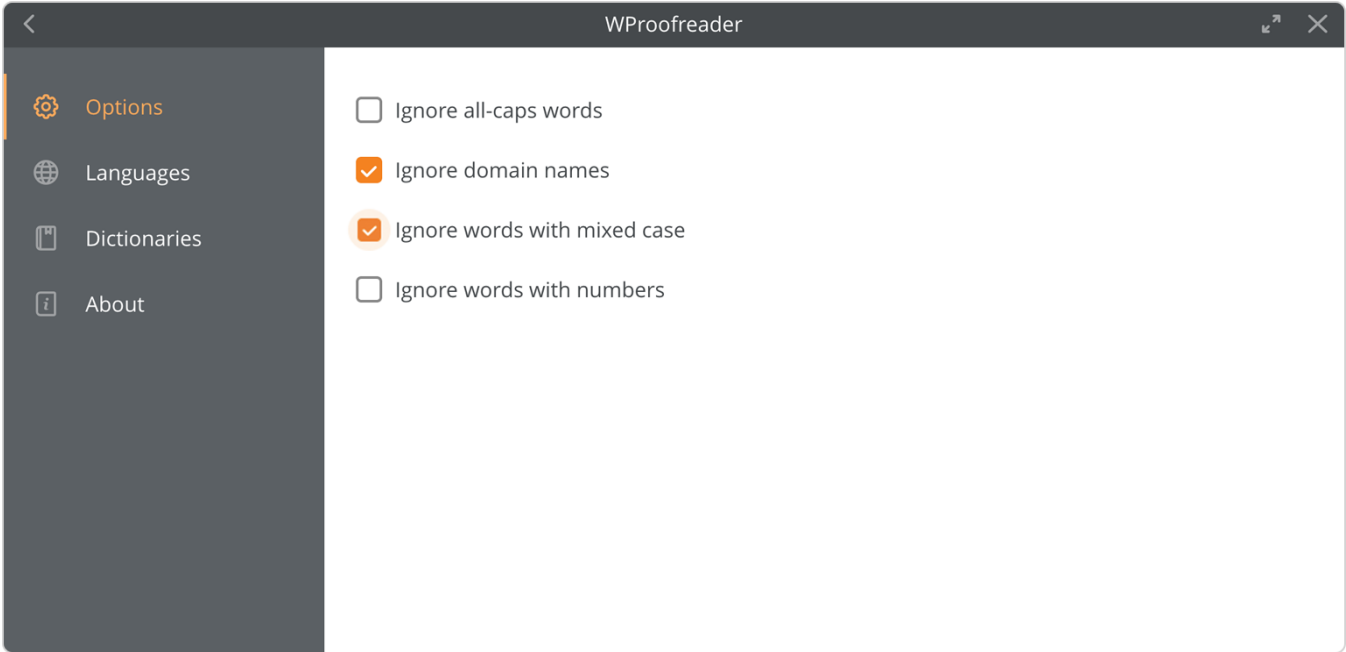 WProofreader
Options
Languages
Dictionaries
About
Ignore all-caps words
Ignore domain names
Ignore words with mixed case
Ignore words with numbers